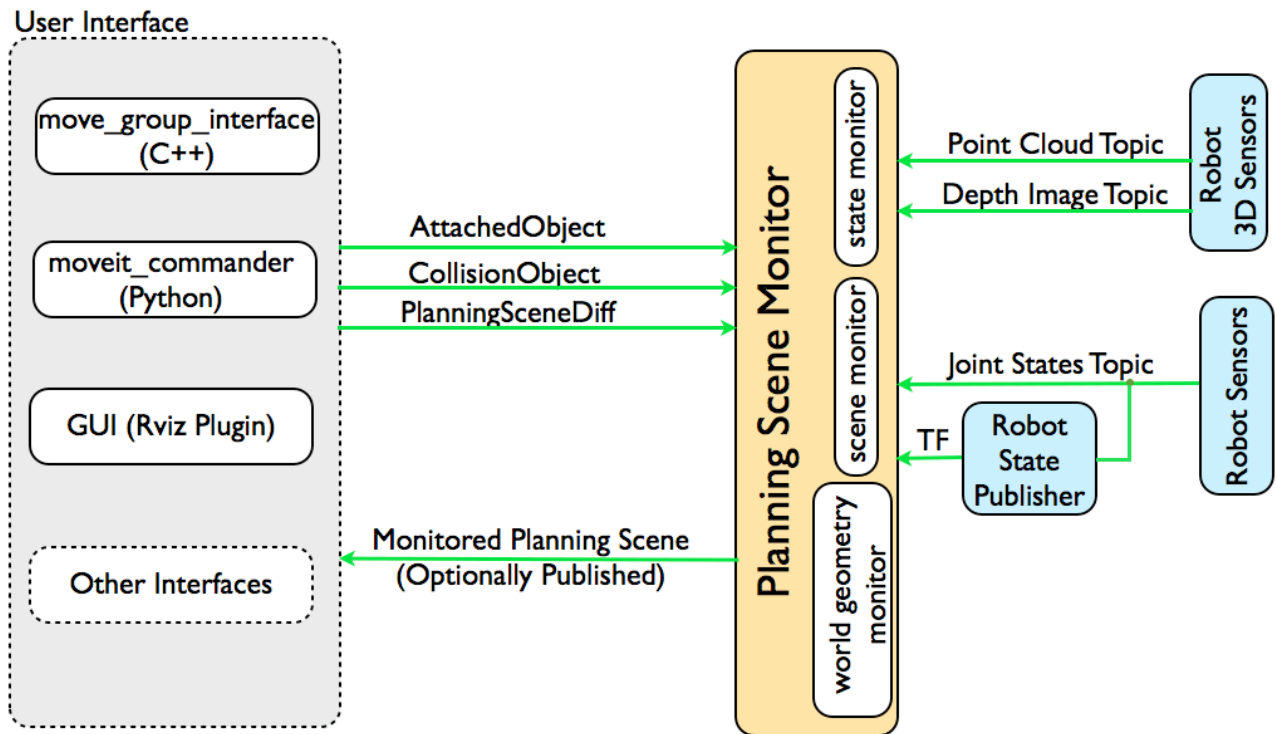 User Interface
move_group_interface
(C++)
moveit_commander
(Python)
GUI (Rviz Plugin)
Other Interfaces
AttachedObject
CollisionObject
PlanningSceneDiff
Monitored Planning Scene
(Optionally Published)
Planning Scene Monitor
state monitor
scene monitor
world geometry
monitor
Point Cloud Topic
Depth Image Topic
Robot
3D Sensors
Joint States Topic
TF
Robot
State
Publisher
Robot Sensors